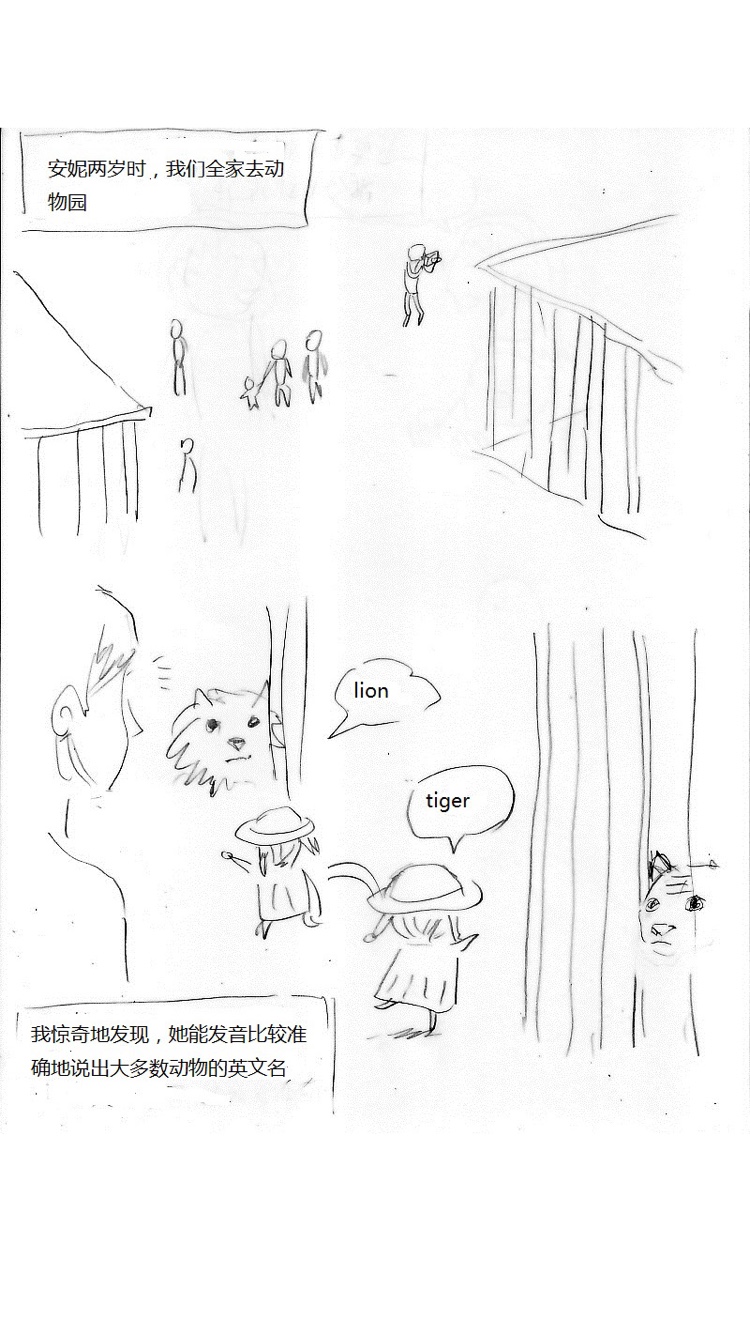 安妮两岁时，我们全家去动
物园
lion
tiger
我惊奇地发现，她能发音比较准
确地说出大多数动物的英文名